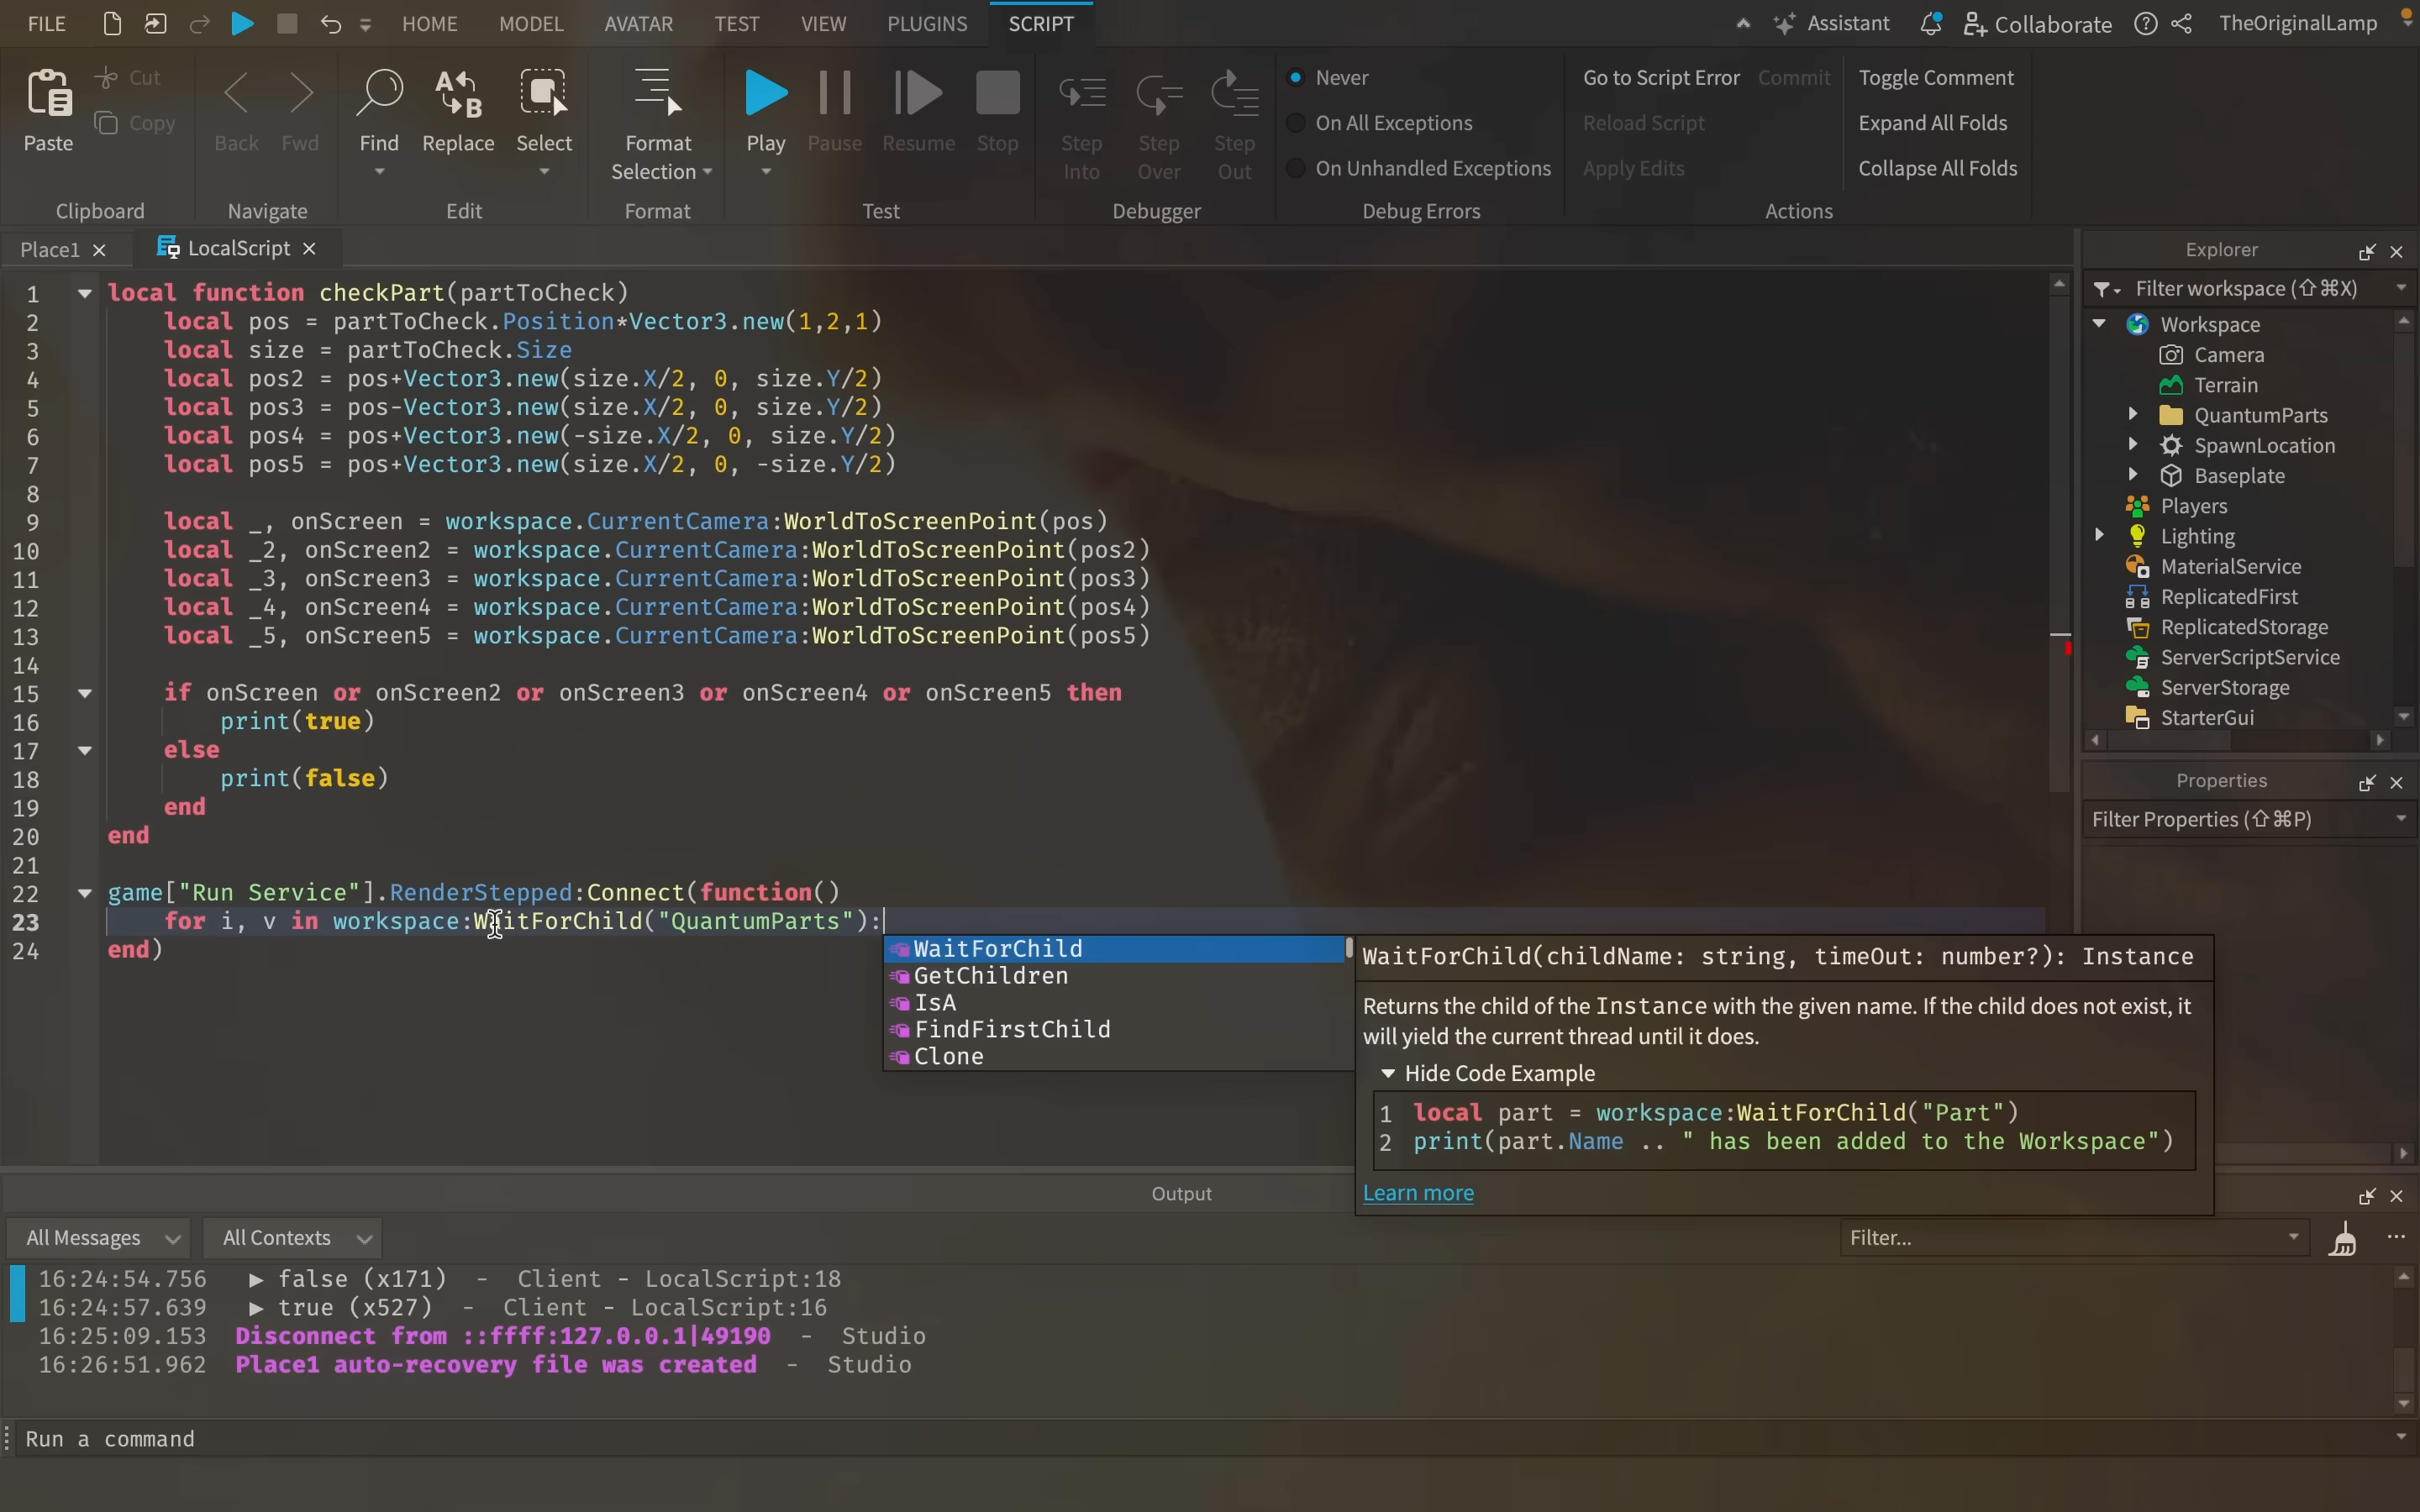 FILE HOME MODEL AVATAR TEST VIEW PLUGINS SCRIPT Assistant Collaborate TheOriginalLamp
Paste Cut Copy
Back Fwd
Find Replace Select
Format Selection
Play Pause Resume Stop
Step Into Step Over Step Out
Never
On All Exceptions
On Unhandled Exceptions
Go to Script Error Commit
Reload Script
Apply Edits
Toggle Comment
Expand All Folds
Collapse All Folds
Clipboard Navigate Edit Format Test Debugger Debug Errors Actions
Place1 LocalScript
1 local function checkPart(partToCheck)
2 local pos = partToCheck.Position*Vector3.new(1,2,1)
3 local size = partToCheck.Size
4 local pos2 = pos+Vector3.new(size.X/2, 0, size.Y/2)
5 local pos3 = pos-Vector3.new(size.X/2, 0, size.Y/2)
6 local pos4 = pos+Vector3.new(-size.X/2, 0, size.Y/2)
7 local pos5 = pos+Vector3.new(size.X/2, 0, -size.Y/2)
8
9 local _, onScreen = workspace.CurrentCamera:WorldToScreenPoint(pos)
10 local _2, onScreen2 = workspace.CurrentCamera:WorldToScreenPoint(pos2)
11 local _3, onScreen3 = workspace.CurrentCamera:WorldToScreenPoint(pos3)
12 local _4, onScreen4 = workspace.CurrentCamera:WorldToScreenPoint(pos4)
13 local _5, onScreen5 = workspace.CurrentCamera:WorldToScreenPoint(pos5)
14
15 if onScreen or onScreen2 or onScreen3 or onScreen4 or onScreen5 then
16 print(true)
17 else
18 print(false)
19 end
20 end
21
22 game["Run Service"].RenderStepped:Connect(function()
23 for i, v in workspace:WaitForChild("QuantumParts"):
24 end)
WaitForChild
GetChildren
IsA
FindFirstChild
Clone
WaitForChild(childName: string, timeOut: number?): Instance
Returns the child of the Instance with the given name. If the child does not exist, it
will yield the current thread until it does.
Hide Code Example
1 local part = workspace:WaitForChild("Part")
2 print(part.Name .. " has been added to the Workspace")
Learn more
Explorer
Filter workspace (⇧⌘X)
Workspace
Camera
Terrain
QuantumParts
SpawnLocation
Baseplate
Players
Lighting
MaterialService
ReplicatedFirst
ReplicatedStorage
ServerScriptService
ServerStorage
StarterGui
Properties
Filter Properties (⇧⌘P)
Output
All Messages All Contexts Filter...
16:24:54.756 ▶ false (x171) - Client - LocalScript:18
16:24:57.639 ▶ true (x527) - Client - LocalScript:16
16:25:09.153 Disconnect from ::ffff:127.0.0.1|49190 - Studio
16:26:51.962 Place1 auto-recovery file was created - Studio
Run a command